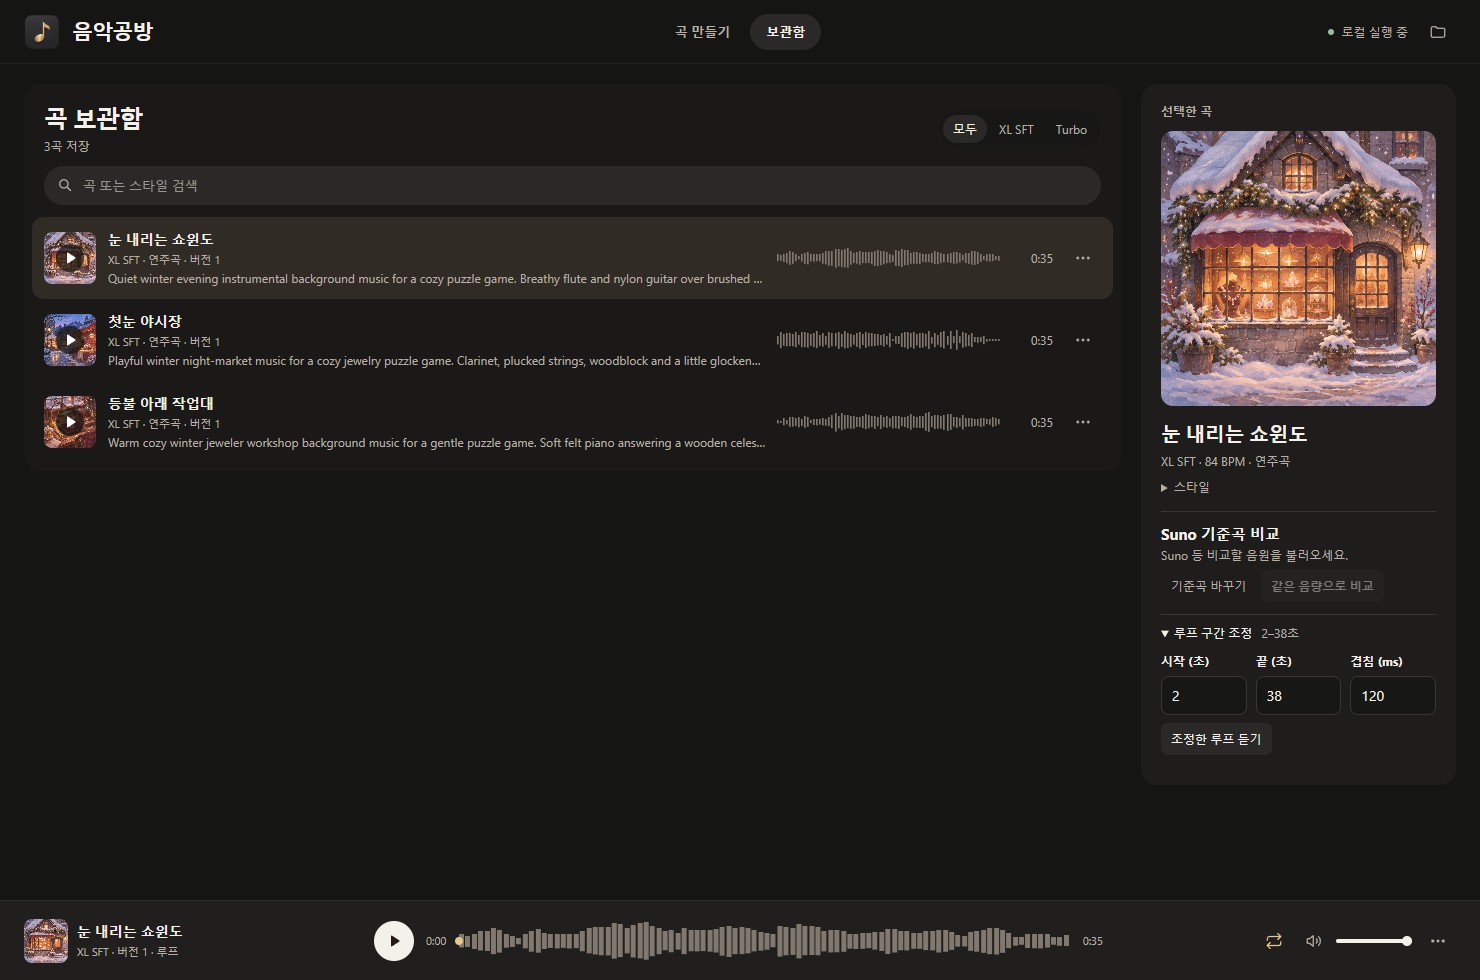 음악공방
곡 만들기
보관함
로컬 실행 중
곡 보관함
3곡 저장
모두
XL SFT
Turbo
곡 또는 스타일 검색
눈 내리는 쇼윈도
XL SFT · 연주곡 · 버전 1
Quiet winter evening instrumental background music for a cozy puzzle game. Breathy flute and nylon guitar over brushed ...
0:35
첫눈 야시장
XL SFT · 연주곡 · 버전 1
Playful winter night-market music for a cozy jewelry puzzle game. Clarinet, plucked strings, woodblock and a little glocken...
0:35
등불 아래 작업대
XL SFT · 연주곡 · 버전 1
Warm cozy winter jeweler workshop background music for a gentle puzzle game. Soft felt piano answering a wooden celes...
0:35
선택한 곡
눈 내리는 쇼윈도
XL SFT · 84 BPM · 연주곡
스타일
Suno 기준곡 비교
Suno 등 비교할 음원을 불러오세요.
기준곡 바꾸기
같은 음량으로 비교
루프 구간 조정 2–38초
시작 (초)
끝 (초)
겹침 (ms)
2
38
120
조정한 루프 듣기
눈 내리는 쇼윈도
XL SFT · 버전 1 · 루프
0:00
0:35